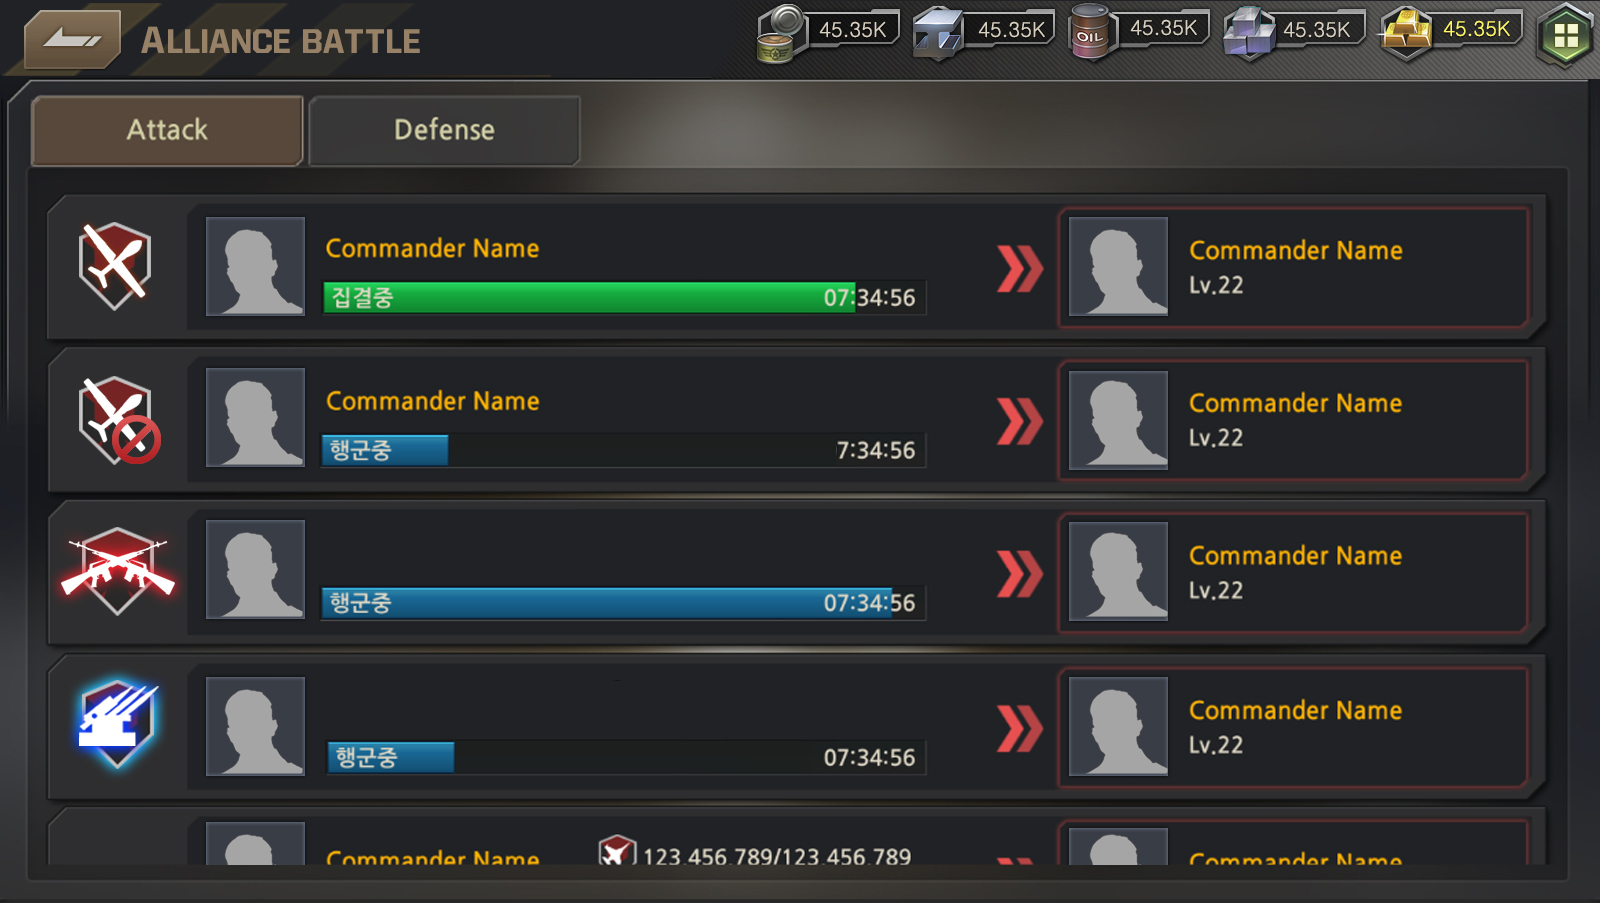 ALLIANCE BATTLE
45.35K
45.35K
OIL
45.35K
45.35K
45.35K
Attack
Defense
Commander Name
집결중
07:34:56
Commander Name
Lv.22
Commander Name
행군중
7:34:56
Commander Name
Lv.22
행군중
07:34:56
Commander Name
Lv.22
행군중
07:34:56
Commander Name
Lv.22
Commander Name
123,456,789/123,456,789
Commander Name